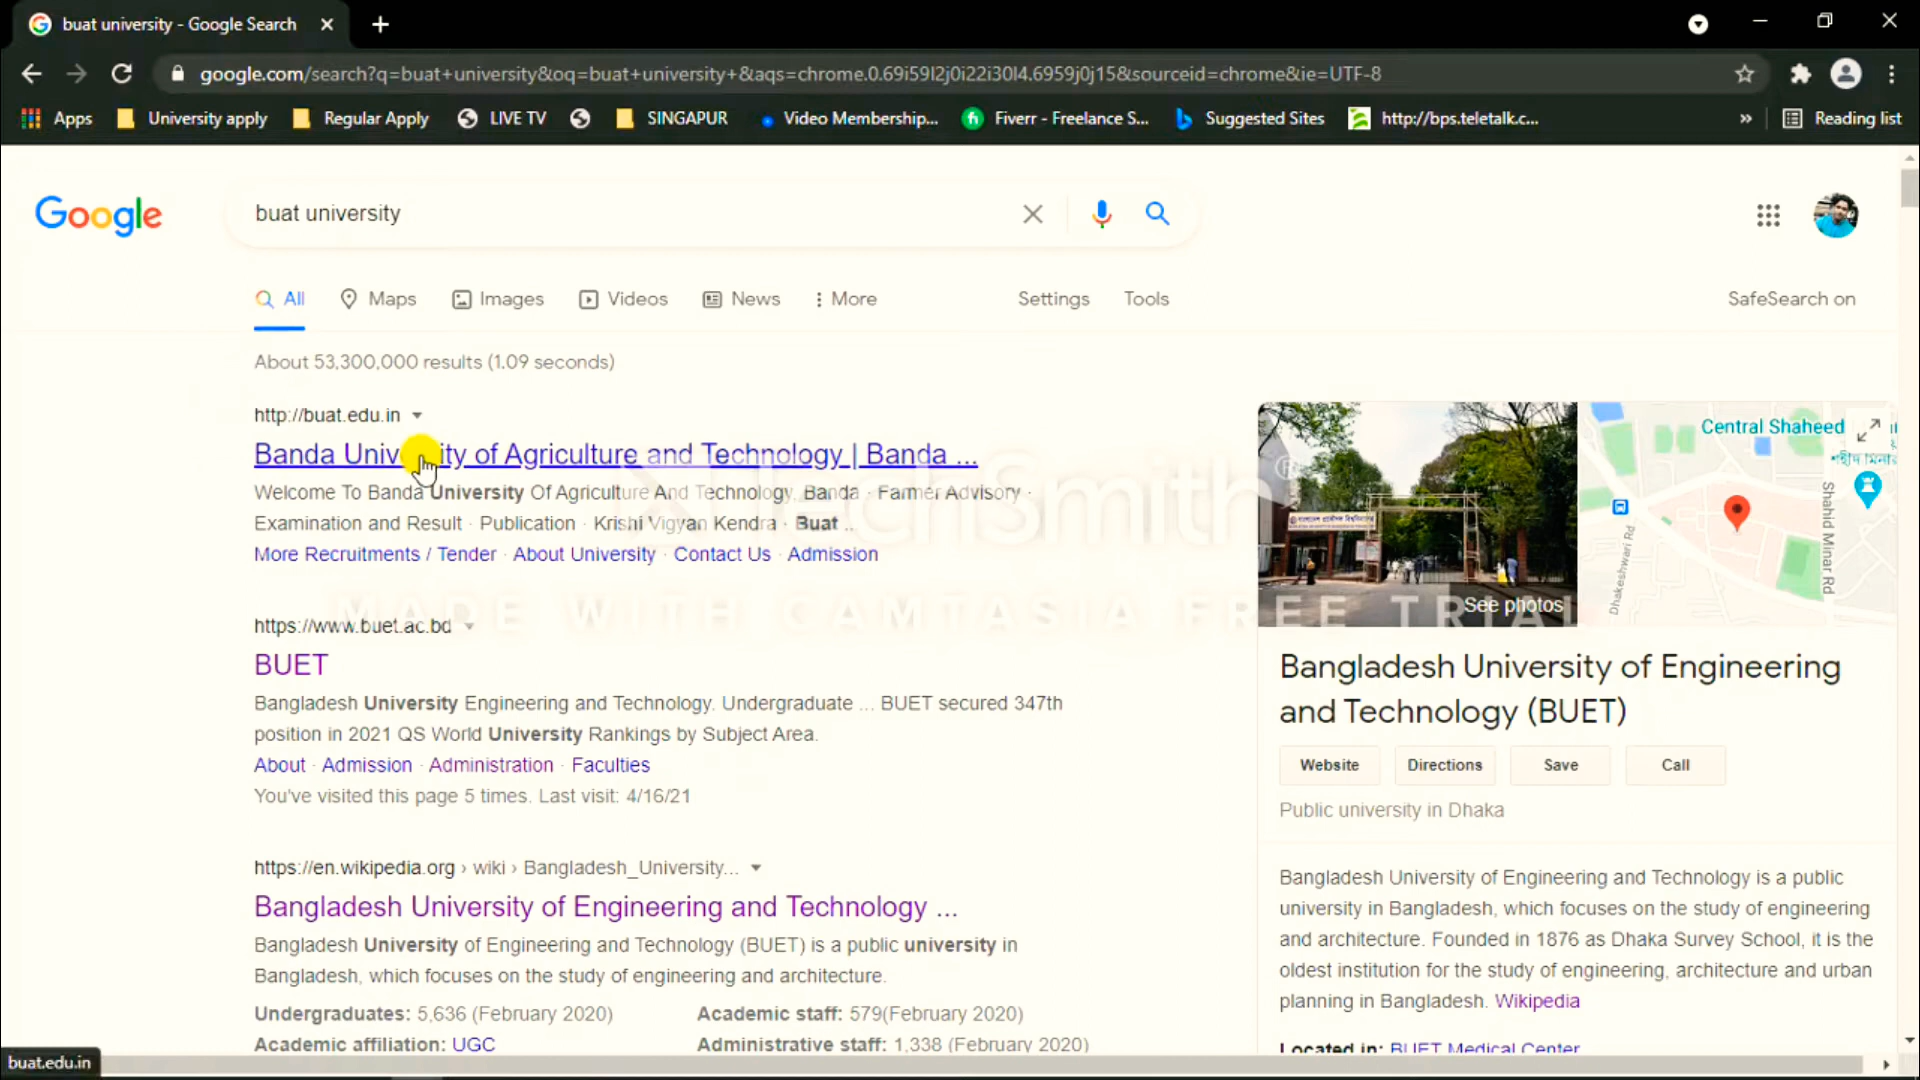 buat university - Google Search
google.com/search?q=buat+university&oq=buat+university+&aqs=chrome.0.69i59l2j0i22i30l4.6959j0j15&sourceid=chrome&ie=UTF-8
Apps University apply Regular Apply LIVE TV SINGAPUR Video Membership... Fiverr - Freelance S... Suggested Sites http://bps.teletalk.c... » Reading list
Google buat university
All Maps Images Videos News More Settings Tools SafeSearch on
About 53,300,000 results (1.09 seconds)
http://buat.edu.in
Banda University of Agriculture and Technology | Banda ...
Welcome To Banda University Of Agriculture And Technology, Banda · Farmer Advisory ·
Examination and Result · Publication · Krishi Vigyan Kendra · Buat ..
More Recruitments / Tender · About University · Contact Us · Admission
https://www.buet.ac.bd
BUET
Bangladesh University Engineering and Technology. Undergraduate ... BUET secured 347th
position in 2021 QS World University Rankings by Subject Area.
About · Admission · Administration · Faculties
You've visited this page 5 times. Last visit: 4/16/21
https://en.wikipedia.org › wiki › Bangladesh_University...
Bangladesh University of Engineering and Technology ...
Bangladesh University of Engineering and Technology (BUET) is a public university in
Bangladesh, which focuses on the study of engineering and architecture.
Undergraduates: 5,636 (February 2020) Academic staff: 579(February 2020)
Academic affiliation: UGC Administrative staff: 1,338 (February 2020)
See photos
Central Shaheed
শহীদ মিনার
Shahid Minar Rd
Dhakeshwari Rd
Bangladesh University of Engineering
and Technology (BUET)
Website Directions Save Call
Public university in Dhaka
Bangladesh University of Engineering and Technology is a public
university in Bangladesh, which focuses on the study of engineering
and architecture. Founded in 1876 as Dhaka Survey School, it is the
oldest institution for the study of engineering, architecture and urban
planning in Bangladesh. Wikipedia
Located in: BUET Medical Center
TechSmith®
MADE WITH CAMTASIA FREE TRIAL
buat.edu.in